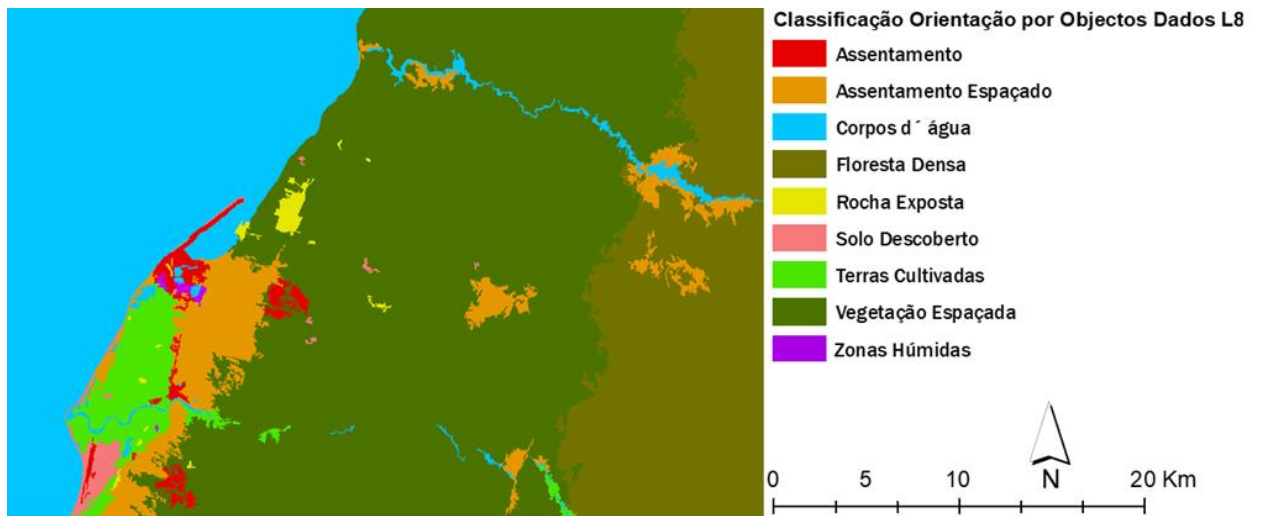 Classificação Orientação por Objectos Dados L8
Assentamento
Assentamento Espaçado
Corpos d´ água
Floresta Densa
Rocha Exposta
Solo Descoberto
Terras Cultivadas
Vegetação Espaçada
Zonas Húmidas
N
0 5 10 20 Km